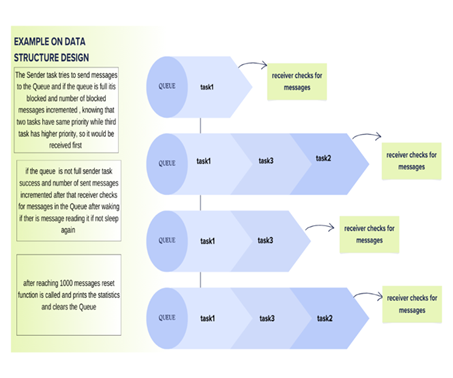 EXAMPLE ON DATA
STRUCTURE DESIGN
The Sender task tries to send messages
to the Queue and if the queue is full itis
blocked and number of blocked
messages incremented , knowing that
two tasks have same priority while third
task has higher priority, so it would be
received first
if the queue is not full sender task
success and number of sent messages
incremented after that receiver checks
for messages in the Queue after waking
if ther is message reading it if not sleep
again
after reaching 1000 messages reset
function is called and prints the statistics
and clears the Queue
QUEUE
task1
receiver checks for
messages
QUEUE
task1
task3
task2
receiver checks for
messages
QUEUE
task1
task3
receiver checks for
messages
QUEUE
task1
task3
task2
receiver checks for
messages